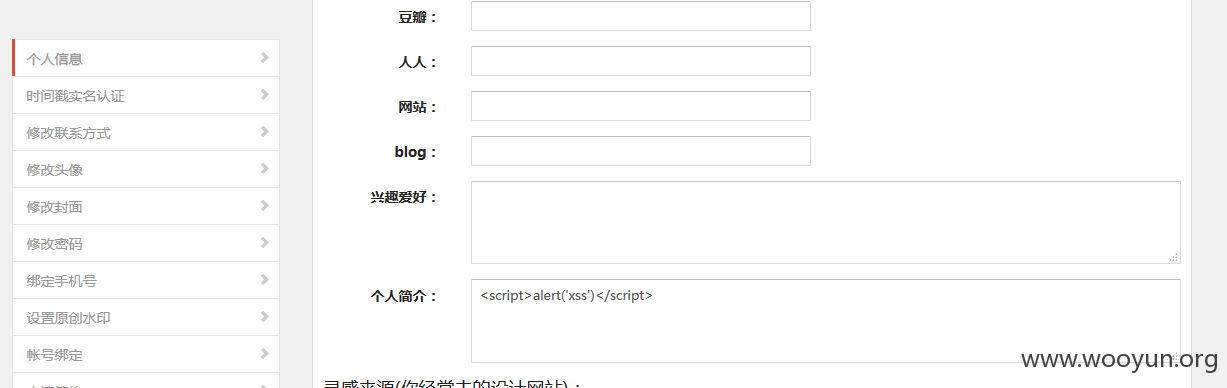 个人信息
时间戳实名认证
修改联系方式
修改头像
修改封面
修改密码
绑定手机号
设置原创水印
帐号绑定
豆瓣：
人人：
网站：
blog：
兴趣爱好：
个人简介：
<script>alert('xss')</script>
灵感来源(你经常去的设计网站)：
www.wooyun.org